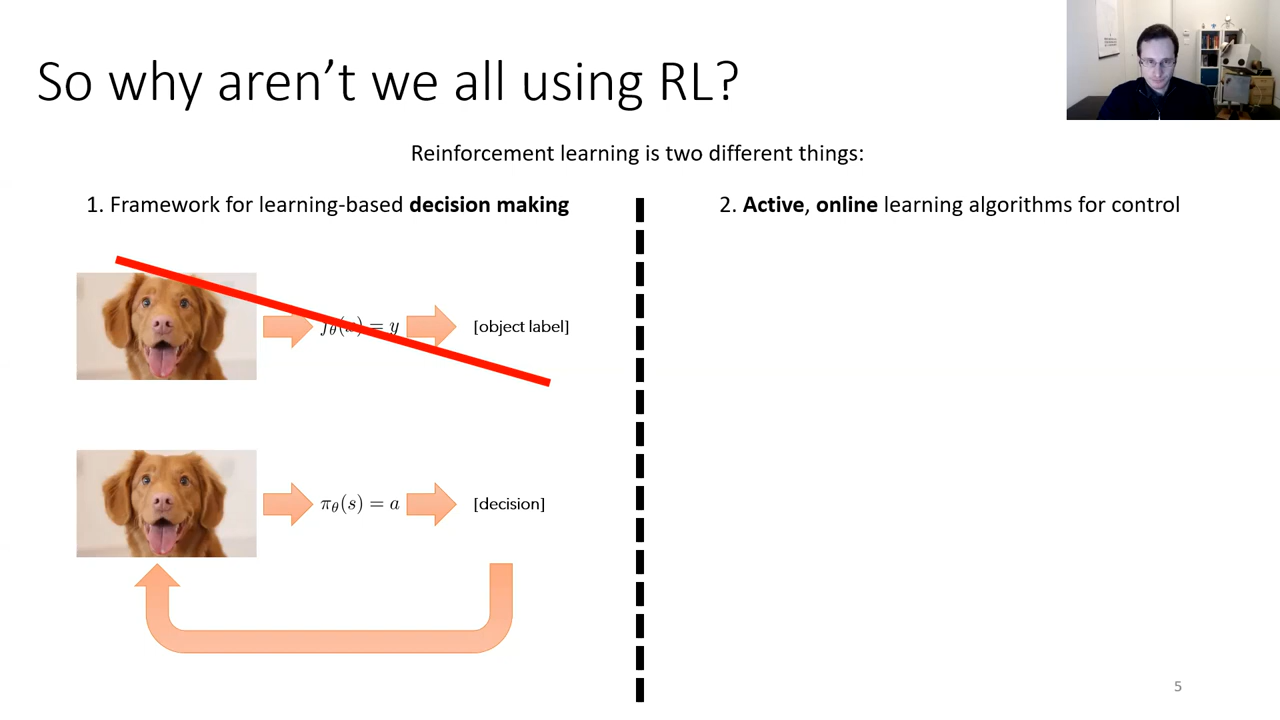 So why aren't we all using RL?
Reinforcement learning is two different things:
1. Framework for learning-based decision making
[object label]
π_θ(s) = a
[decision]
2. Active, online learning algorithms for control
5